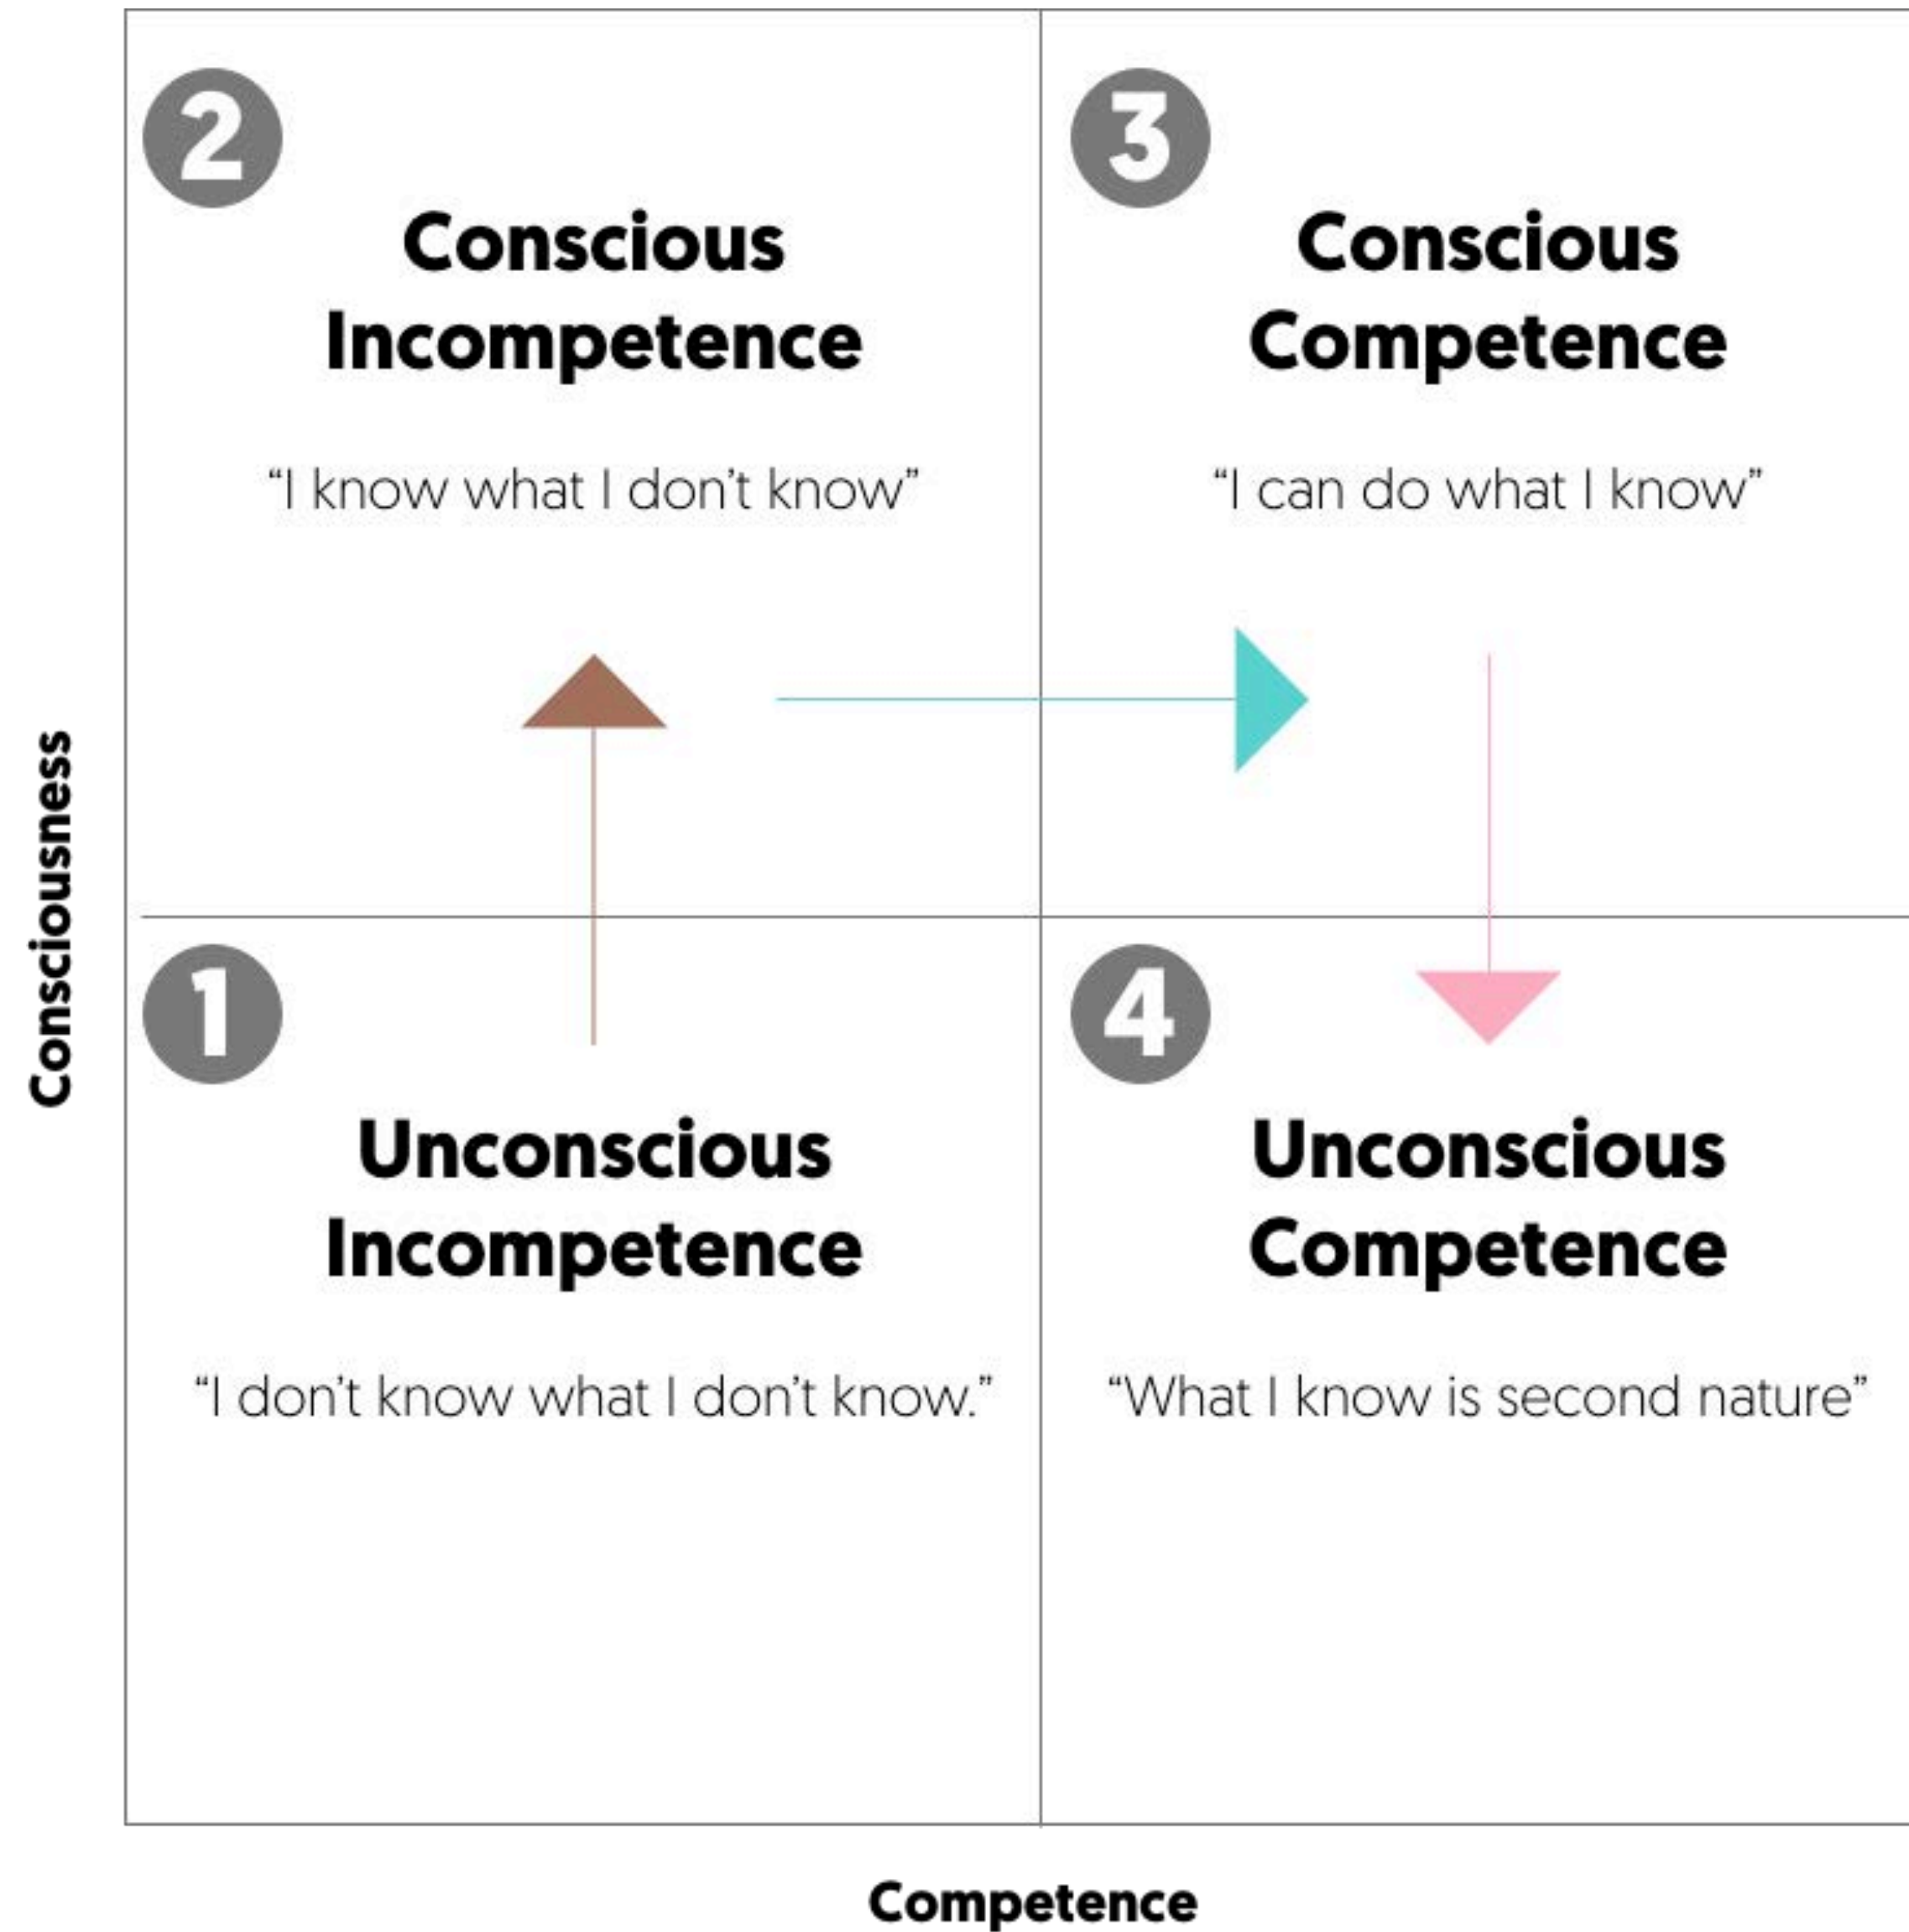 2
Conscious
Incompetence
“I know what I don’t know”
3
Conscious
Competence
“I can do what I know”
Consciousness
1
Unconscious
Incompetence
“I don’t know what I don’t know.”
4
Unconscious
Competence
“What I know is second nature”
Competence